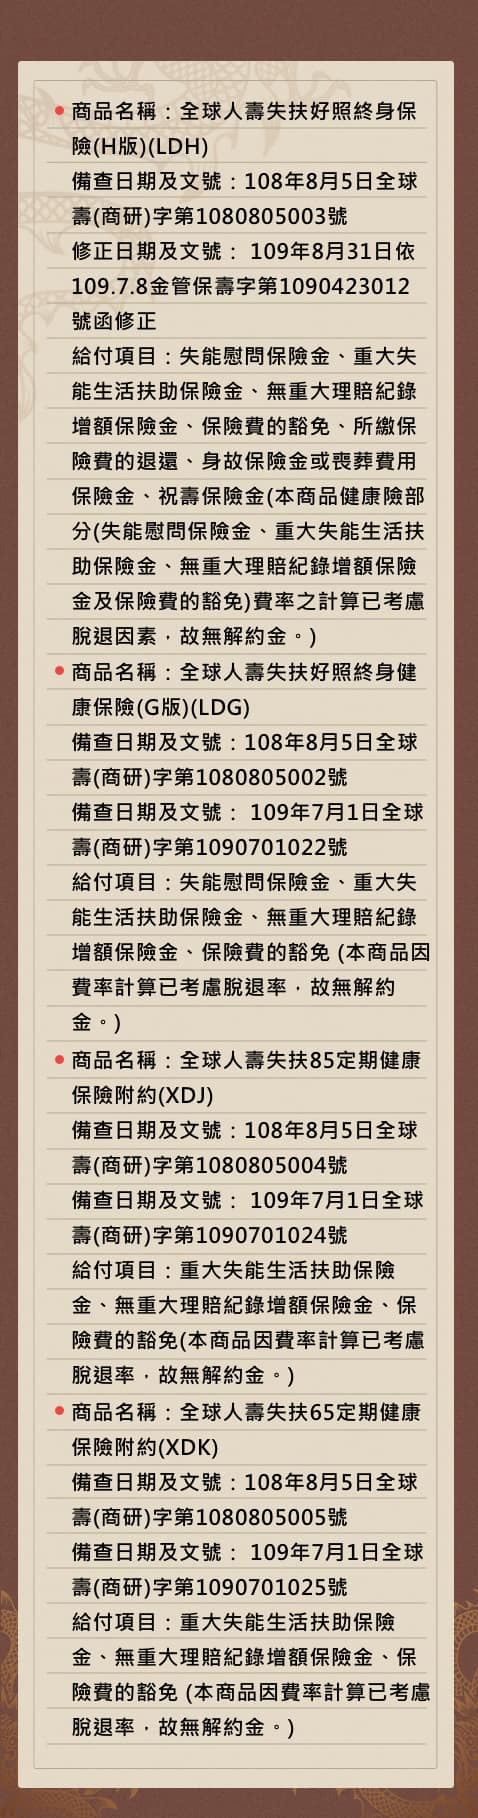 • 商品名稱：全球人壽失扶好照終身保
險(H版)(LDH)
備查日期及文號：108年8月5日全球
壽(商研)字第1080805003號
修正日期及文號： 109年8月31日依
109.7.8金管保壽字第1090423012
號函修正
給付項目：失能慰問保險金、重大失
能生活扶助保險金、無重大理賠紀錄
增額保險金、保險費的豁免、所繳保
險費的退還、身故保險金或喪葬費用
保險金、祝壽保險金(本商品健康險部
分(失能慰問保險金、重大失能生活扶
助保險金、無重大理賠紀錄增額保險
金及保險費的豁免)費率之計算已考慮
脫退因素，故無解約金。)
• 商品名稱：全球人壽失扶好照終身健
康保險(G版)(LDG)
備查日期及文號：108年8月5日全球
壽(商研)字第1080805002號
備查日期及文號： 109年7月1日全球
壽(商研)字第1090701022號
給付項目：失能慰問保險金、重大失
能生活扶助保險金、無重大理賠紀錄
增額保險金、保險費的豁免 (本商品因
費率計算已考慮脫退率，故無解約
金。)
• 商品名稱：全球人壽失扶85定期健康
保險附約(XDJ)
備查日期及文號：108年8月5日全球
壽(商研)字第1080805004號
備查日期及文號： 109年7月1日全球
壽(商研)字第1090701024號
給付項目：重大失能生活扶助保險
金、無重大理賠紀錄增額保險金、保
險費的豁免(本商品因費率計算已考慮
脫退率，故無解約金。)
• 商品名稱：全球人壽失扶65定期健康
保險附約(XDK)
備查日期及文號：108年8月5日全球
壽(商研)字第1080805005號
備查日期及文號： 109年7月1日全球
壽(商研)字第1090701025號
給付項目：重大失能生活扶助保險
金、無重大理賠紀錄增額保險金、保
險費的豁免 (本商品因費率計算已考慮
脫退率，故無解約金。)